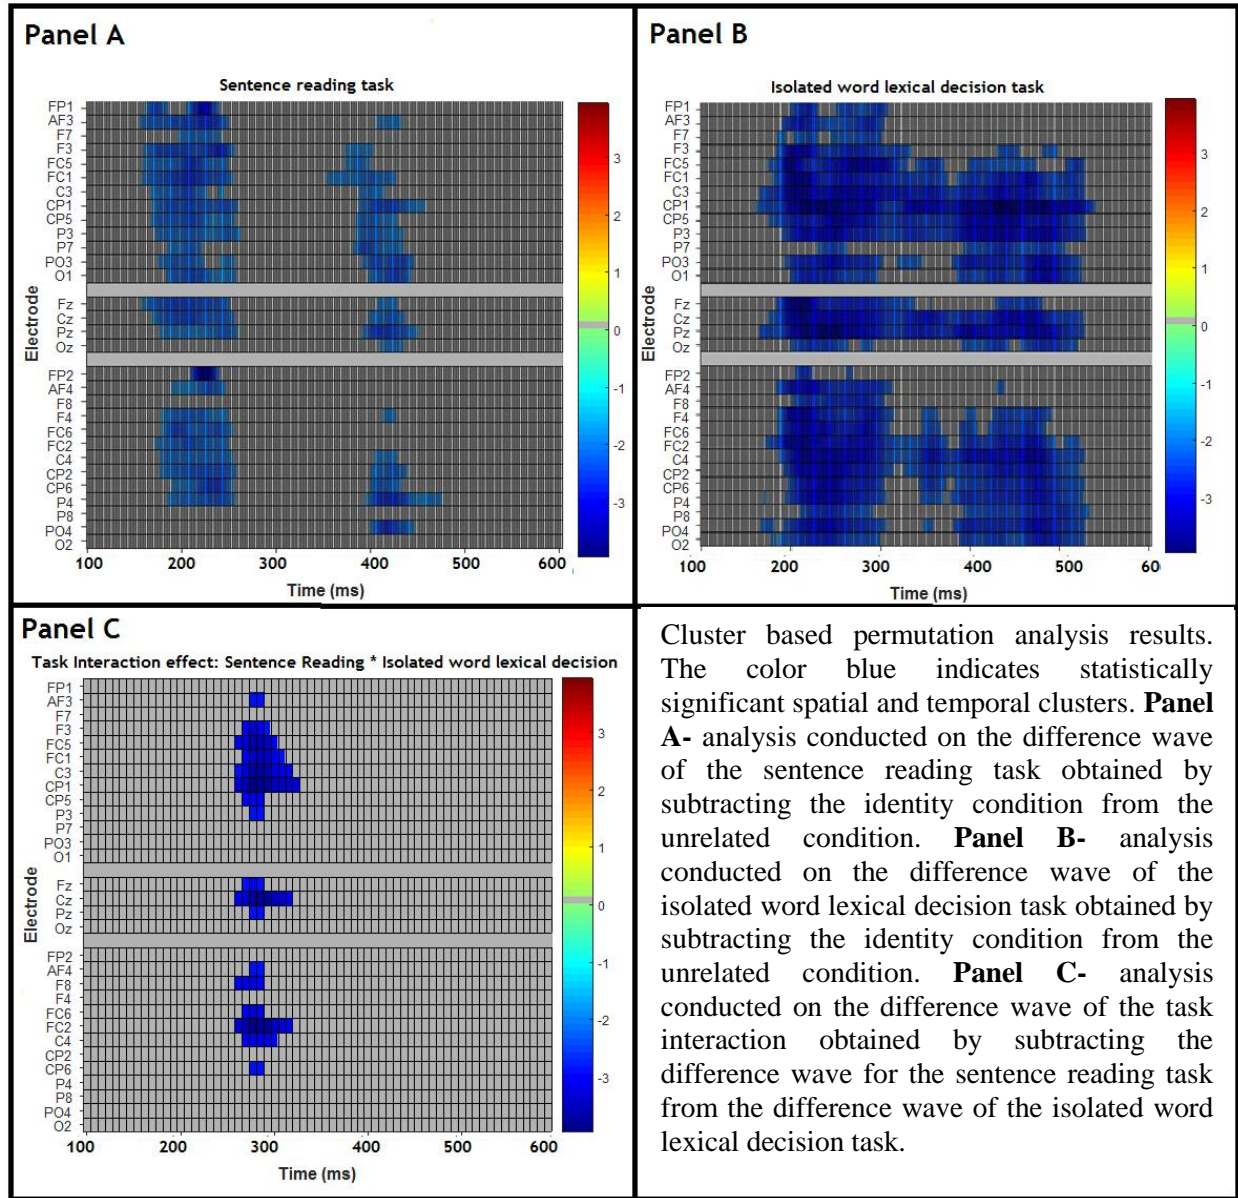 Panel A
Sentence reading task
FP1
AF3
F7
F3
FC5
FC1
C3
CP1
CP5
P3
P7
PO3
O1
Fz
Cz
Pz
Oz
FP2
AF4
F8
F4
FC6
FC2
C4
CP2
CP6
P4
P8
PO4
O2
Electrode
100 200 300 400 500 600
Time (ms)
3
2
1
0
-1
-2
-3
Panel B
Isolated word lexical decision task
FP1
AF3
F7
F3
FC5
FC1
C3
CP1
CP5
P3
P7
PO3
O1
Fz
Cz
Pz
Oz
FP2
AF4
F8
F4
FC6
FC2
C4
CP2
CP6
P4
P8
PO4
O2
Electrode
100 200 300 400 500 60
Time (ms)
3
2
1
0
-1
-2
-3
Panel C
Task Interaction effect: Sentence Reading * Isolated word lexical decision
FP1
AF3
F7
F3
FC5
FC1
C3
CP1
CP5
P3
P7
PO3
O1
Fz
Cz
Pz
Oz
FP2
AF4
F8
F4
FC6
FC2
C4
CP2
CP6
P4
P8
PO4
O2
Electrode
100 200 300 400 500 600
Time (ms)
3
2
1
0
-1
-2
-3
Cluster based permutation analysis results.
The color blue indicates statistically
significant spatial and temporal clusters. Panel
A- analysis conducted on the difference wave
of the sentence reading task obtained by
subtracting the identity condition from the
unrelated condition. Panel B- analysis
conducted on the difference wave of the
isolated word lexical decision task obtained by
subtracting the identity condition from the
unrelated condition. Panel C- analysis
conducted on the difference wave of the task
interaction obtained by subtracting the
difference wave for the sentence reading task
from the difference wave of the isolated word
lexical decision task.